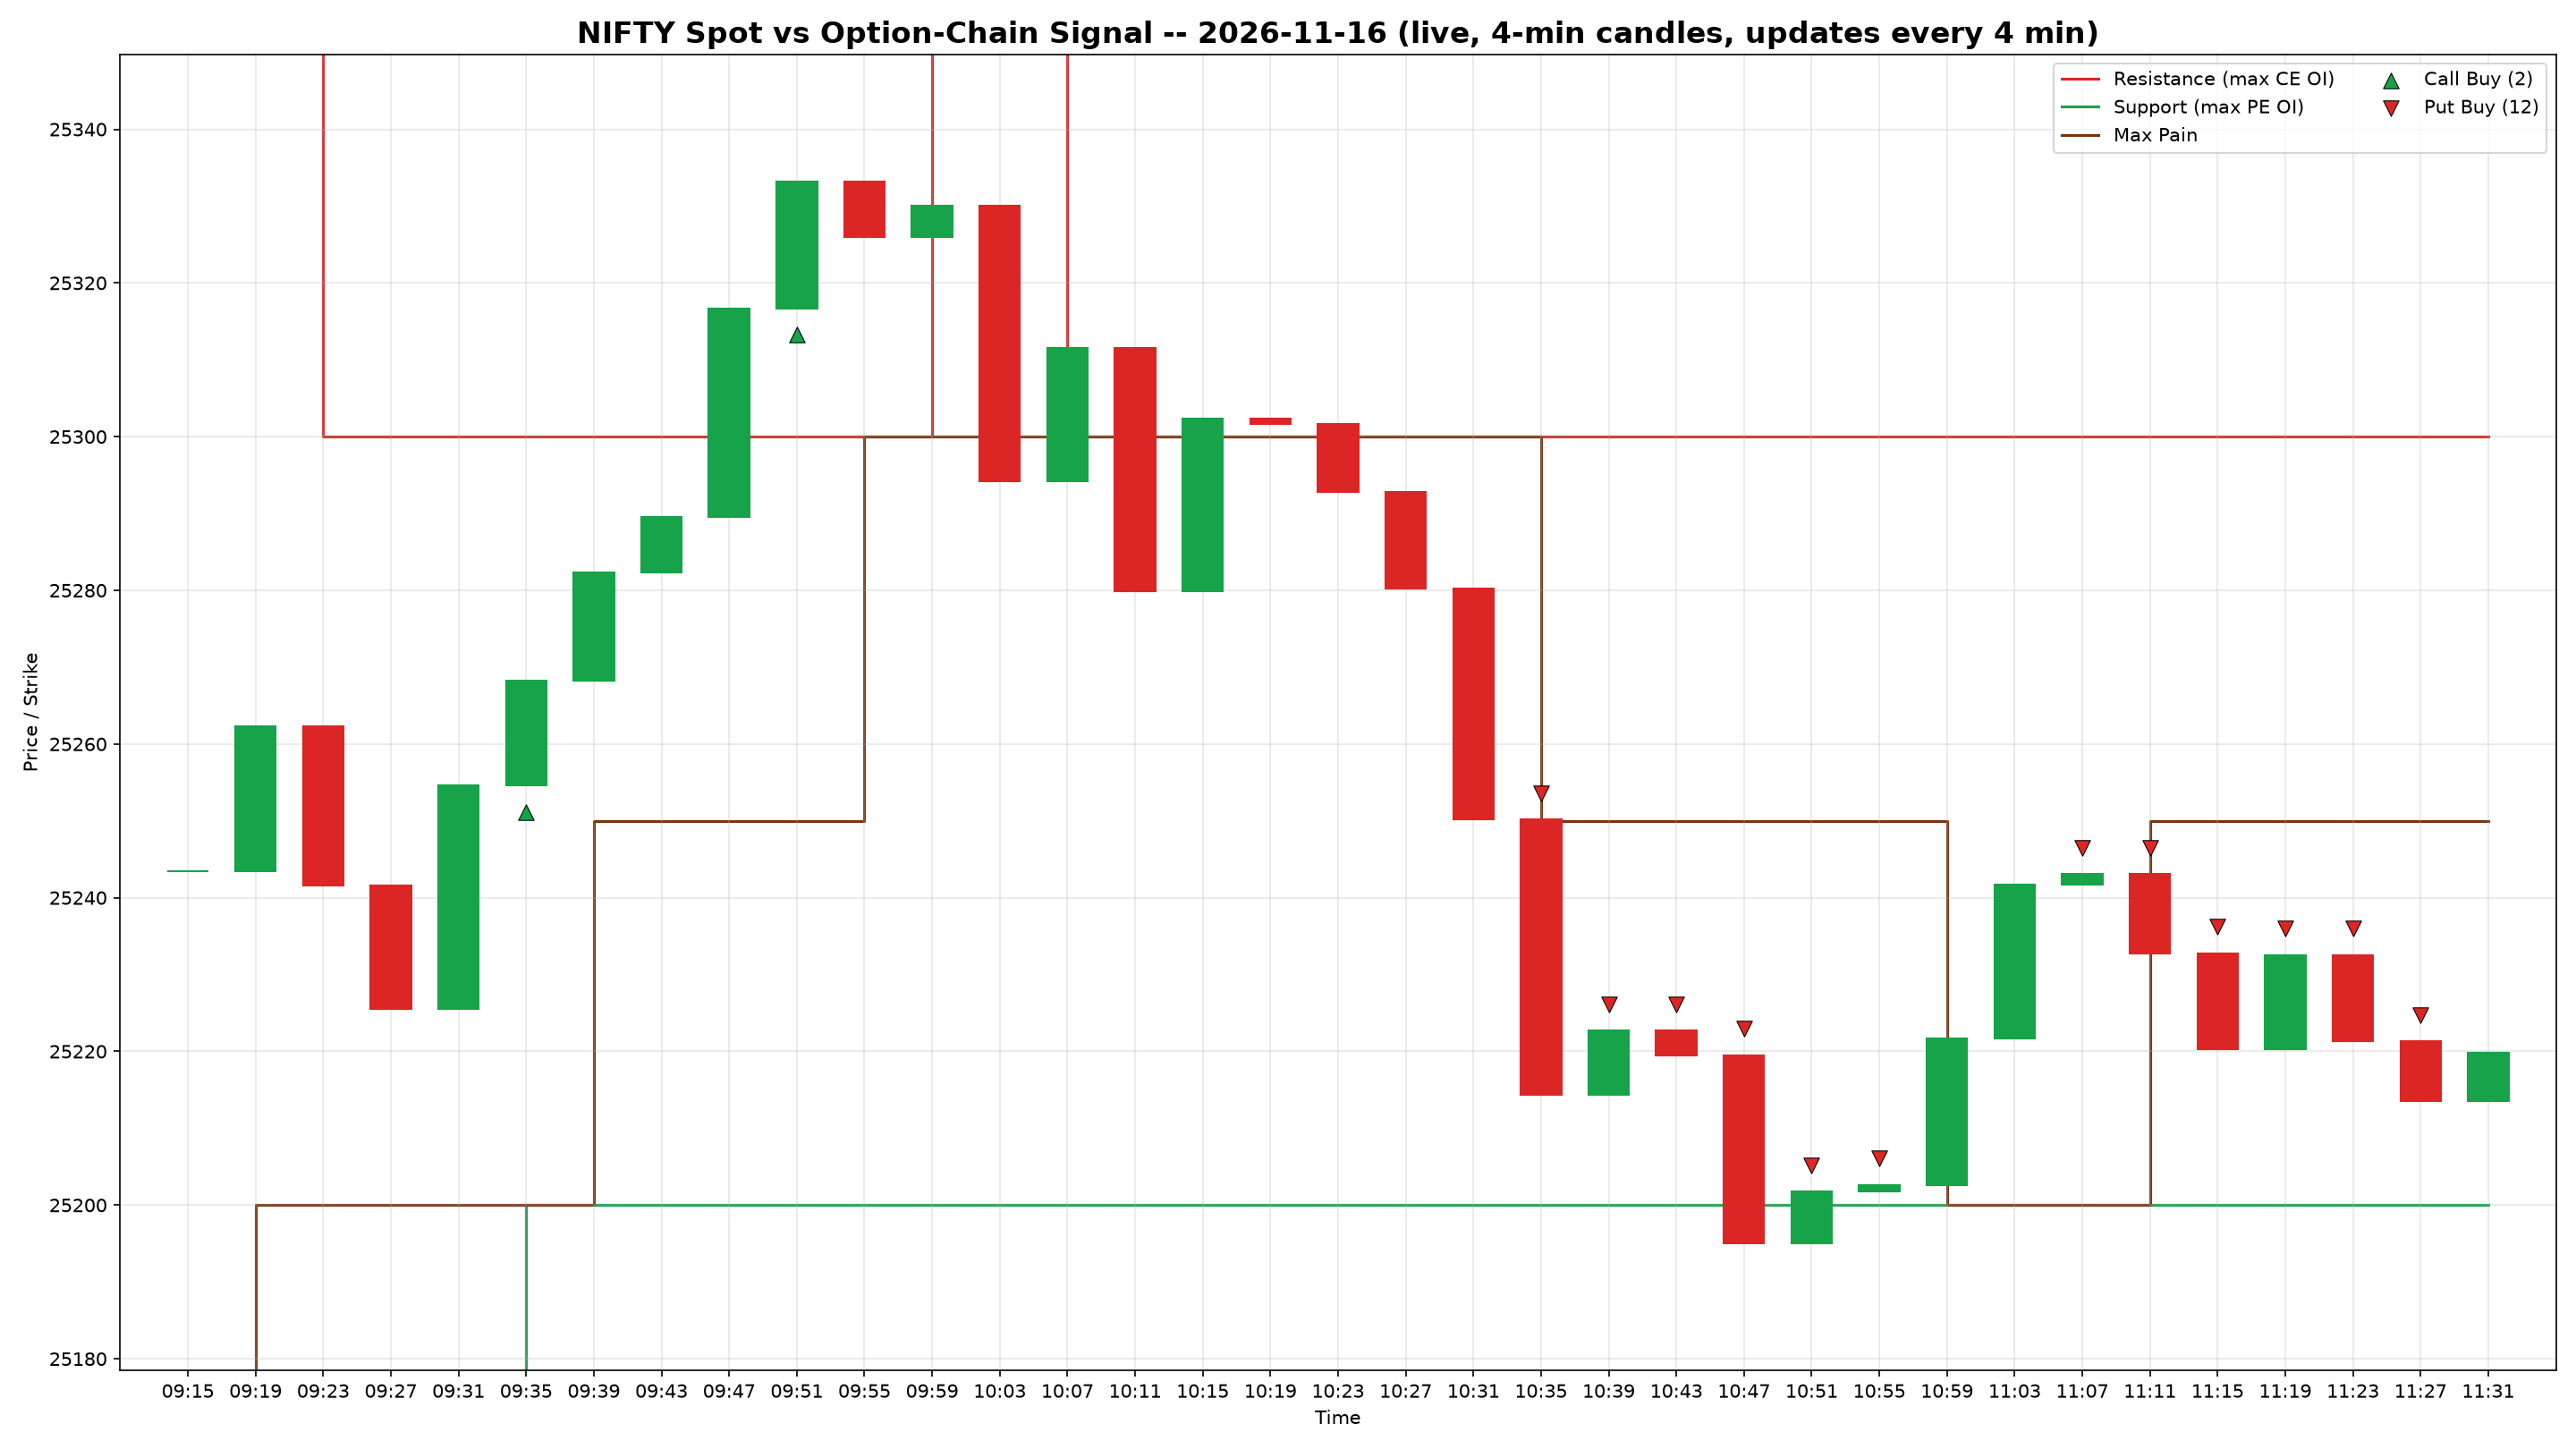 NIFTY Spot vs Option-Chain Signal -- 2026-11-16 (live, 4-min candles, updates every 4 min)
Resistance (max CE OI)
Support (max PE OI)
Max Pain
Call Buy (2)
Put Buy (12)
Price / Strike
25340
25320
25300
25280
25260
25240
25220
25200
25180
09:15 09:19 09:23 09:27 09:31 09:35 09:39 09:43 09:47 09:51 09:55 09:59 10:03 10:07 10:11 10:15 10:19 10:23 10:27 10:31 10:35 10:39 10:43 10:47 10:51 10:55 10:59 11:03 11:07 11:11 11:15 11:19 11:23 11:27 11:31
Time